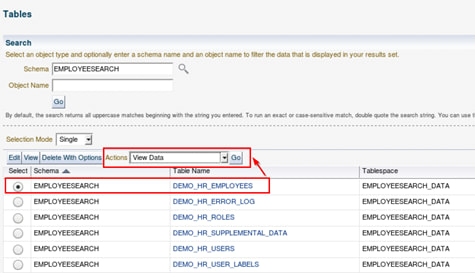 Tables
Search
Select an object type and optionally enter a schema name and an object name to filter the data that is displayed in your results set.
Schema EMPLOYEESEARCH
Object Name
Go
By default, the search returns all uppercase matches beginning with the string you entered. To run an exact or case-sensitive match, double quote the search string. You can use t
Selection Mode Single
Edit View Delete With Options Actions View Data Go
Select Schema Table Name Tablespace
EMPLOYEESEARCH DEMO_HR_EMPLOYEES EMPLOYEESEARCH_DATA
EMPLOYEESEARCH DEMO_HR_ERROR_LOG EMPLOYEESEARCH_DATA
EMPLOYEESEARCH DEMO_HR_ROLES EMPLOYEESEARCH_DATA
EMPLOYEESEARCH DEMO_HR_SUPPLEMENTAL_DATA EMPLOYEESEARCH_DATA
EMPLOYEESEARCH DEMO_HR_USERS EMPLOYEESEARCH_DATA
EMPLOYEESEARCH DEMO_HR_USER_LABELS EMPLOYEESEARCH_DATA